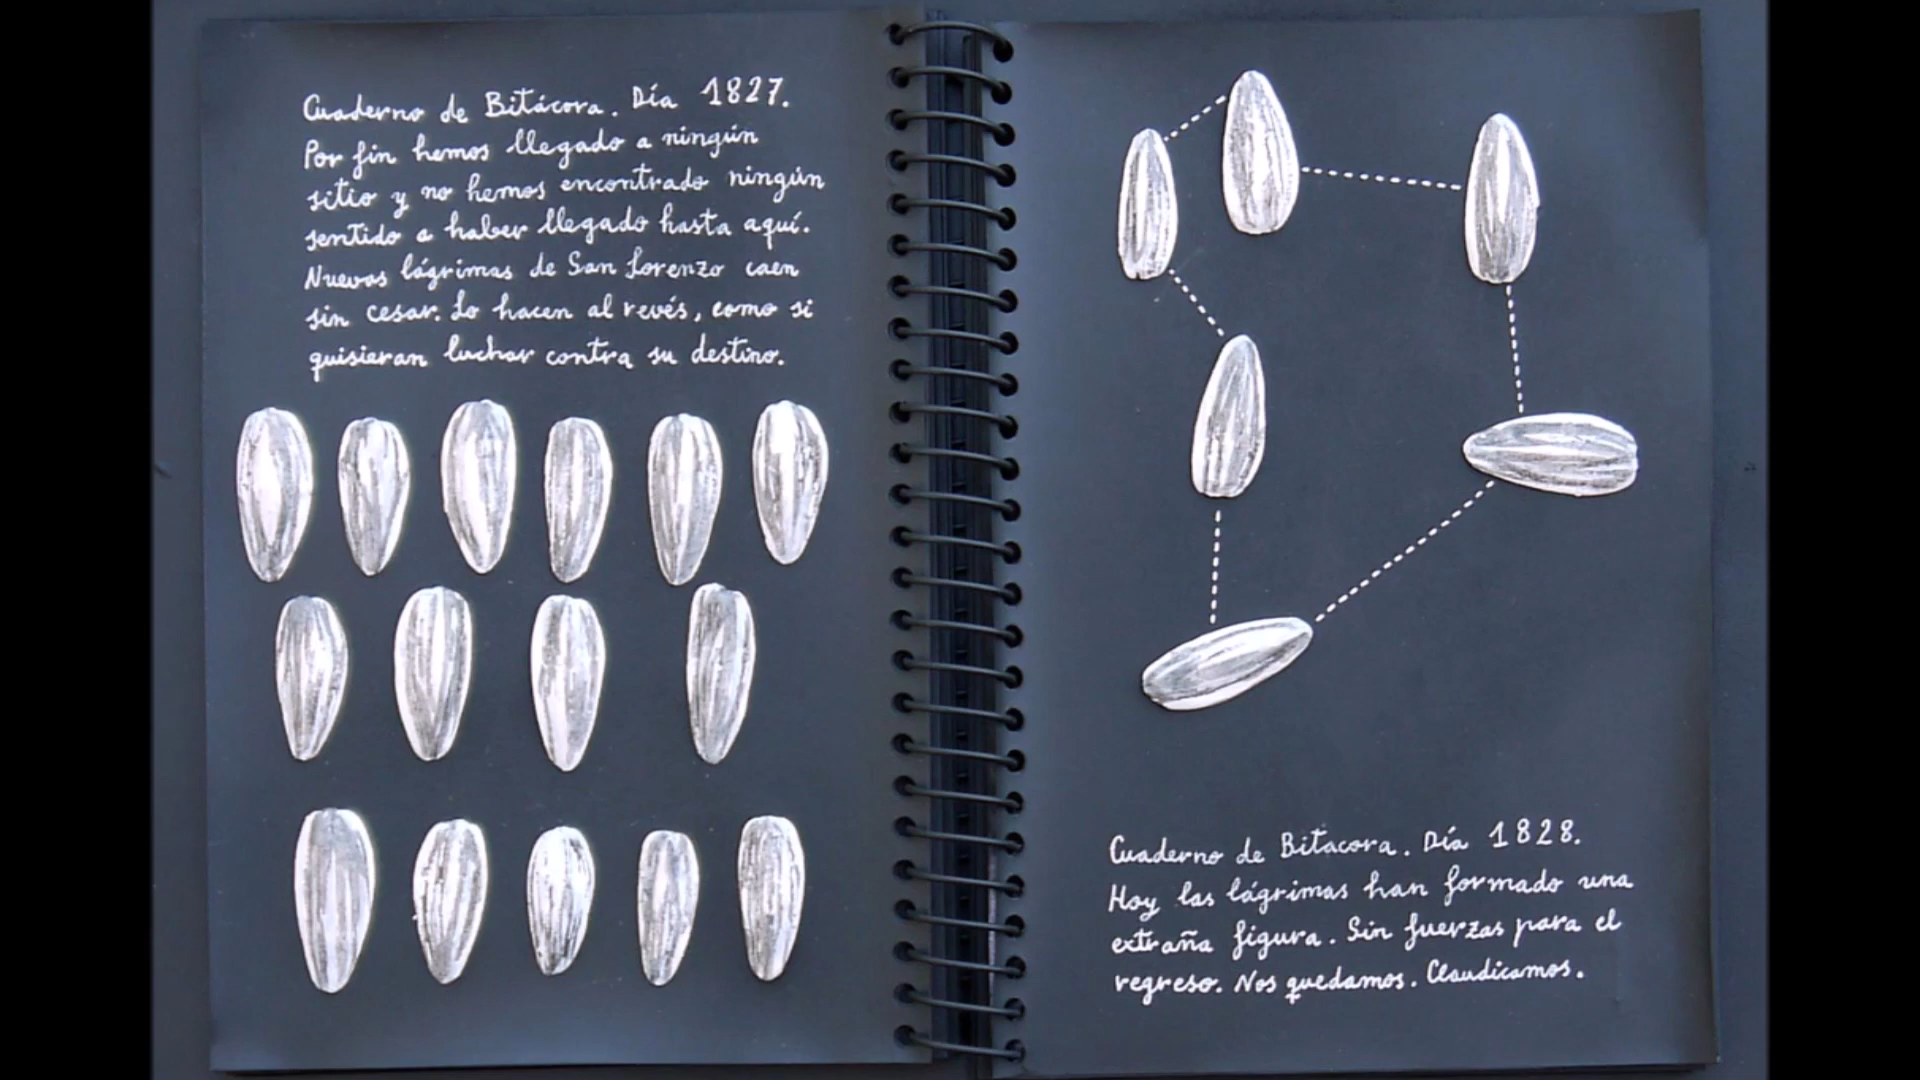 Cuaderno de Bitácora. Día 1827.
Por fin hemos llegado a ningún
sitio y no hemos encontrado ningún
sentido a haber llegado hasta aquí.
Nuevas lágrimas de San Lorenzo caen
sin cesar. Lo hacen al revés, como si
quisieran luchar contra su destino.
Cuaderno de Bitacora. Día 1828.
Hoy las lágrimas han formado una
extraña figura. Sin fuerzas para el
regreso. Nos quedamos. Claudicamos.